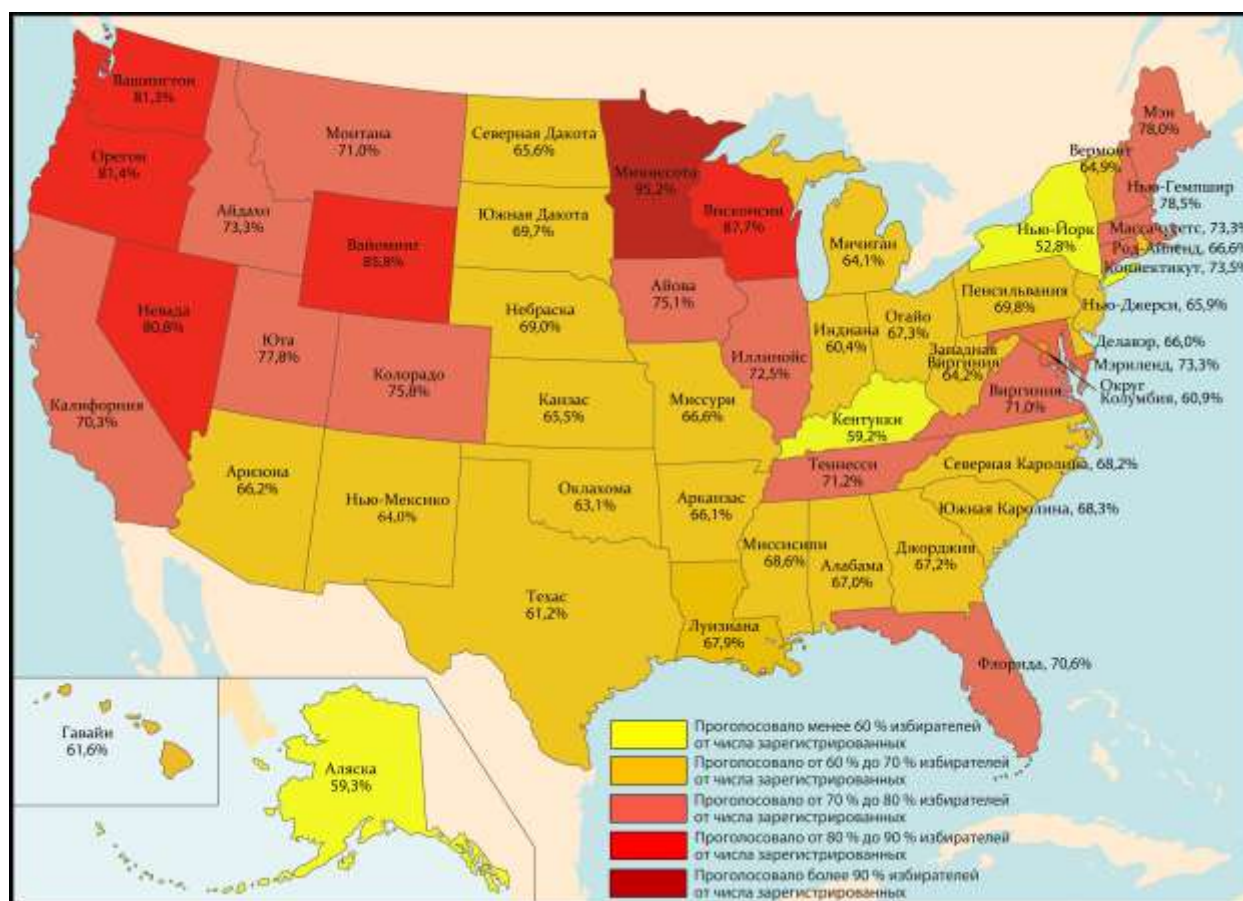 Вашингтон
81,3%
Монтана
71,0%
Северная Дакота
65,6%
Миннесота
95,2%
Мэн
78,0%
Орегон
81,4%
Вермонт
64,9%
Айдахо
73,3%
Вайоминг
85,8%
Южная Дакота
69,7%
Висконсин
87,7%
Мичиган
64,1%
Нью-Йорк
52,8%
Нью-Гемпшир
78,5%
Массачусетс, 73,3%
Род-Айленд, 66,6%
Коннектикут, 73,5%
Невада
80,8%
Юта
77,8%
Колорадо
75,8%
Небраска
69,0%
Айова
75,1%
Иллинойс
72,5%
Индиана
60,4%
Огайо
67,3%
Пенсильвания
69,8%
Нью-Джерси, 65,9%
Делавэр, 66,0%
Мэриленд, 73,3%
Округ
Колумбия, 60,9%
Западная
Виргиния
64,2%
Виргиния
71,0%
Калифорния
70,3%
Канзас
65,5%
Миссури
66,6%
Кентукки
59,2%
Аризона
66,2%
Нью-Мексико
64,0%
Оклахома
63,1%
Арканзас
66,1%
Теннесси
71,2%
Северная Каролина, 68,2%
Южная Каролина, 68,3%
Техас
61,2%
Луизиана
67,9%
Миссисипи
68,6%
Алабама
67,0%
Джорджия
67,2%
Флорида, 70,6%
Гавайи
61,6%
Аляска
59,3%
Проголосовало менее 60 % избирателей
от числа зарегистрированных
Проголосовало от 60 % до 70 % избирателей
от числа зарегистрированных
Проголосовало от 70 % до 80 % избирателей
от числа зарегистрированных
Проголосовало от 80 % до 90 % избирателей
от числа зарегистрированных
Проголосовало более 90 % избирателей
от числа зарегистрированных